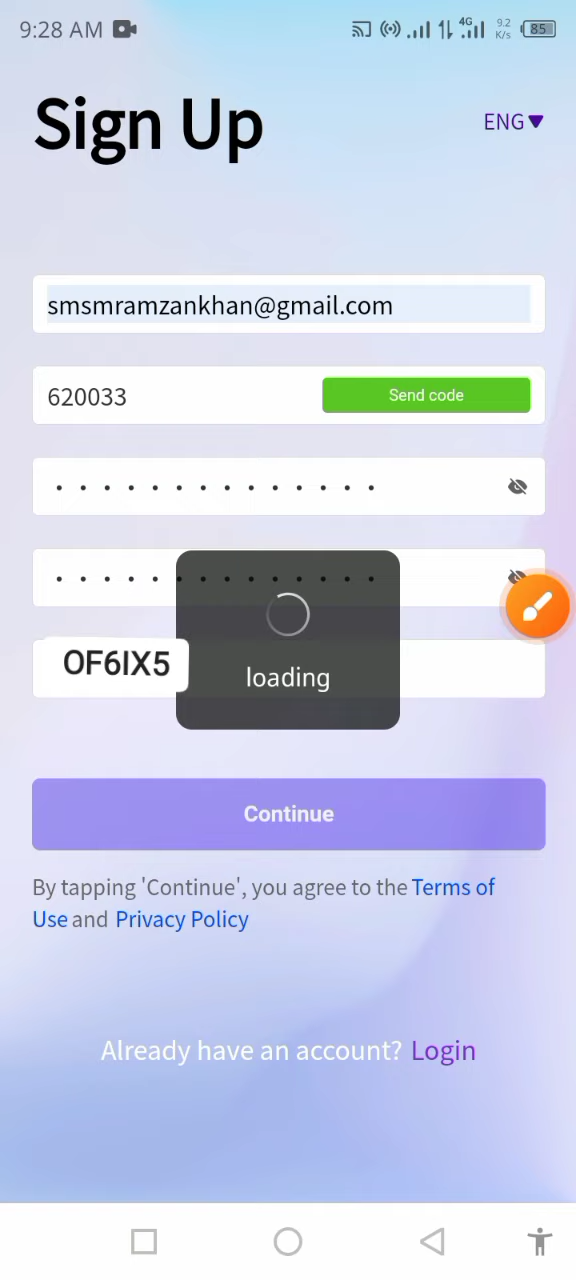 9:28 AM
4G
9.2
K/s
85
Sign Up
ENG
smsmramzankhan@gmail.com
620033
Send code
OF6IX5
loading
Continue
By tapping 'Continue', you agree to the Terms of
Use and Privacy Policy
Already have an account? Login